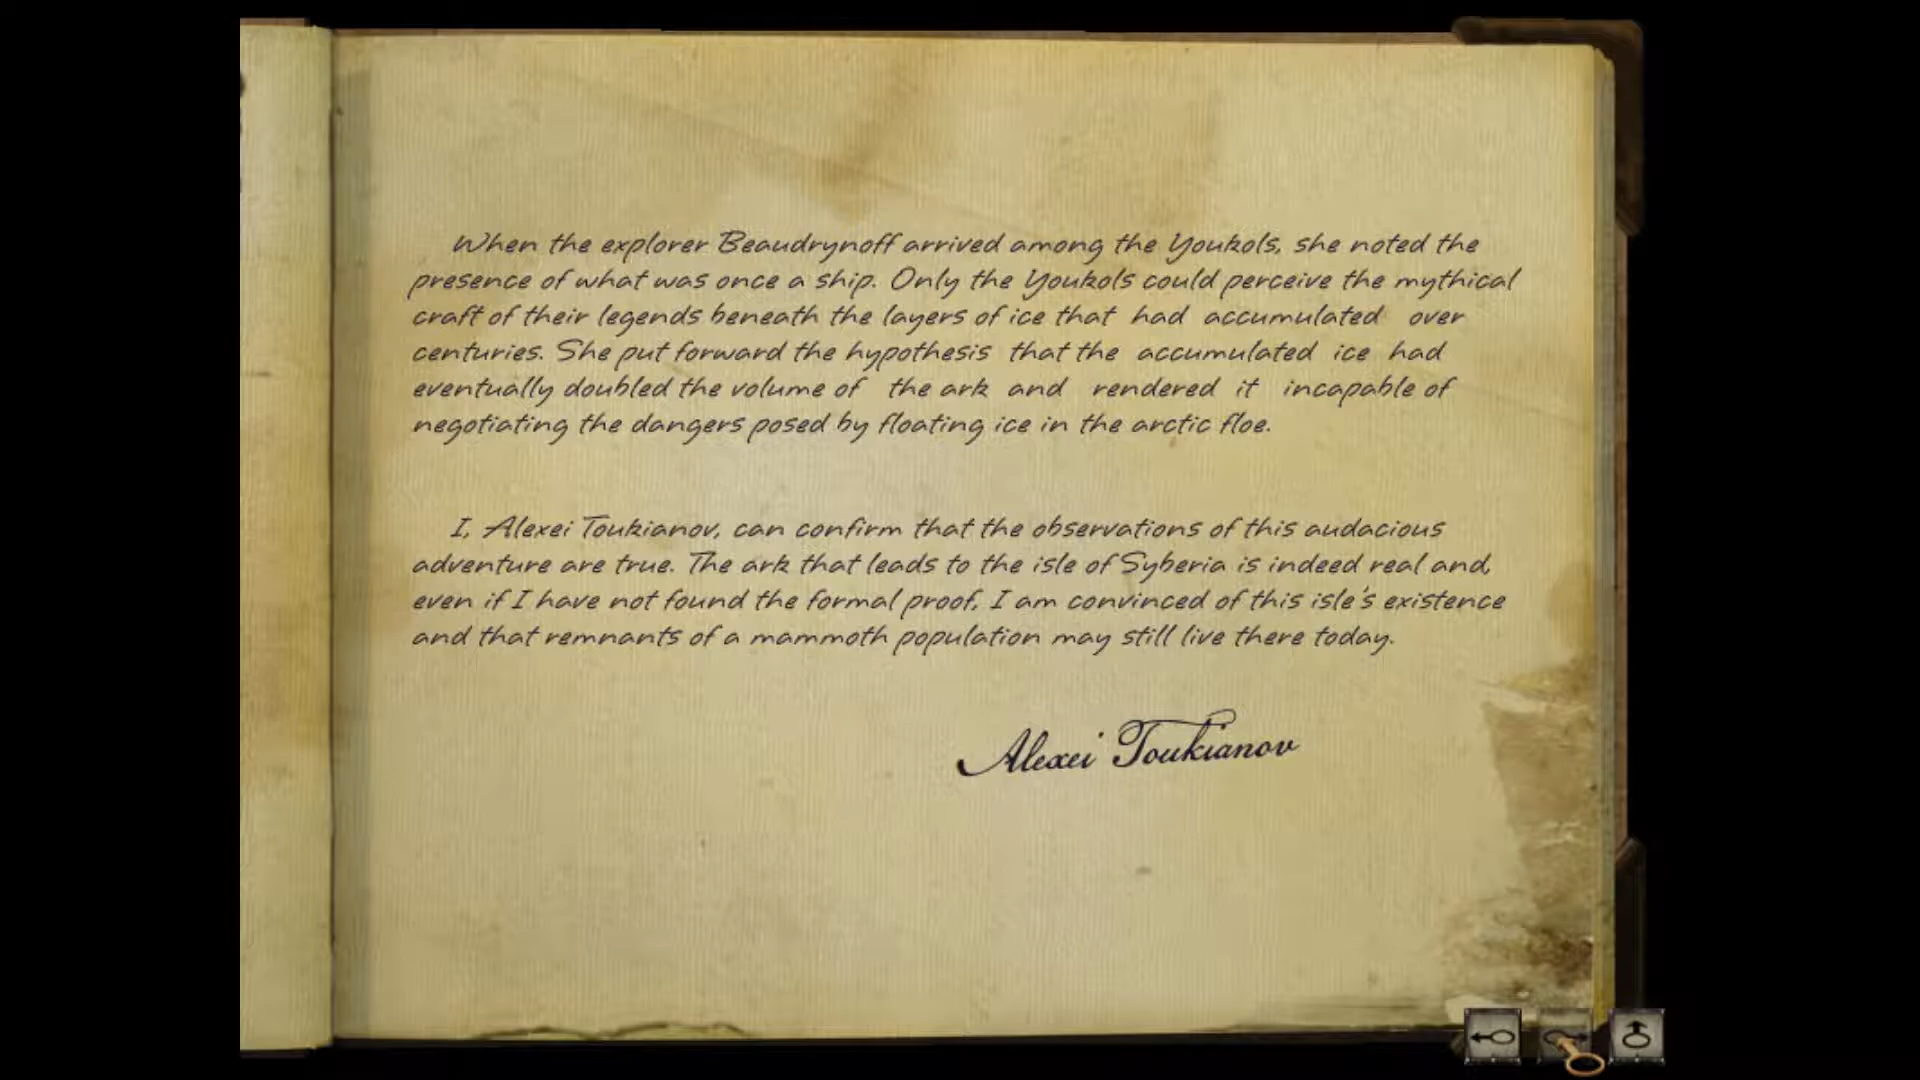 When the explorer Beaudrynoff arrived among the Youkols, she noted the
presence of what was once a ship. Only the Youkols could perceive the mythical
craft of their legends beneath the layers of ice that had accumulated over
centuries. She put forward the hypothesis that the accumulated ice had
eventually doubled the volume of the ark and rendered it incapable of
negotiating the dangers posed by floating ice in the arctic floe.
I, Alexei Toukianov, can confirm that the observations of this audacious
adventure are true. The ark that leads to the isle of Syberia is indeed real and,
even if I have not found the formal proof, I am convinced of this isle's existence
and that remnants of a mammoth population may still live there today.
Alexei Toukianov